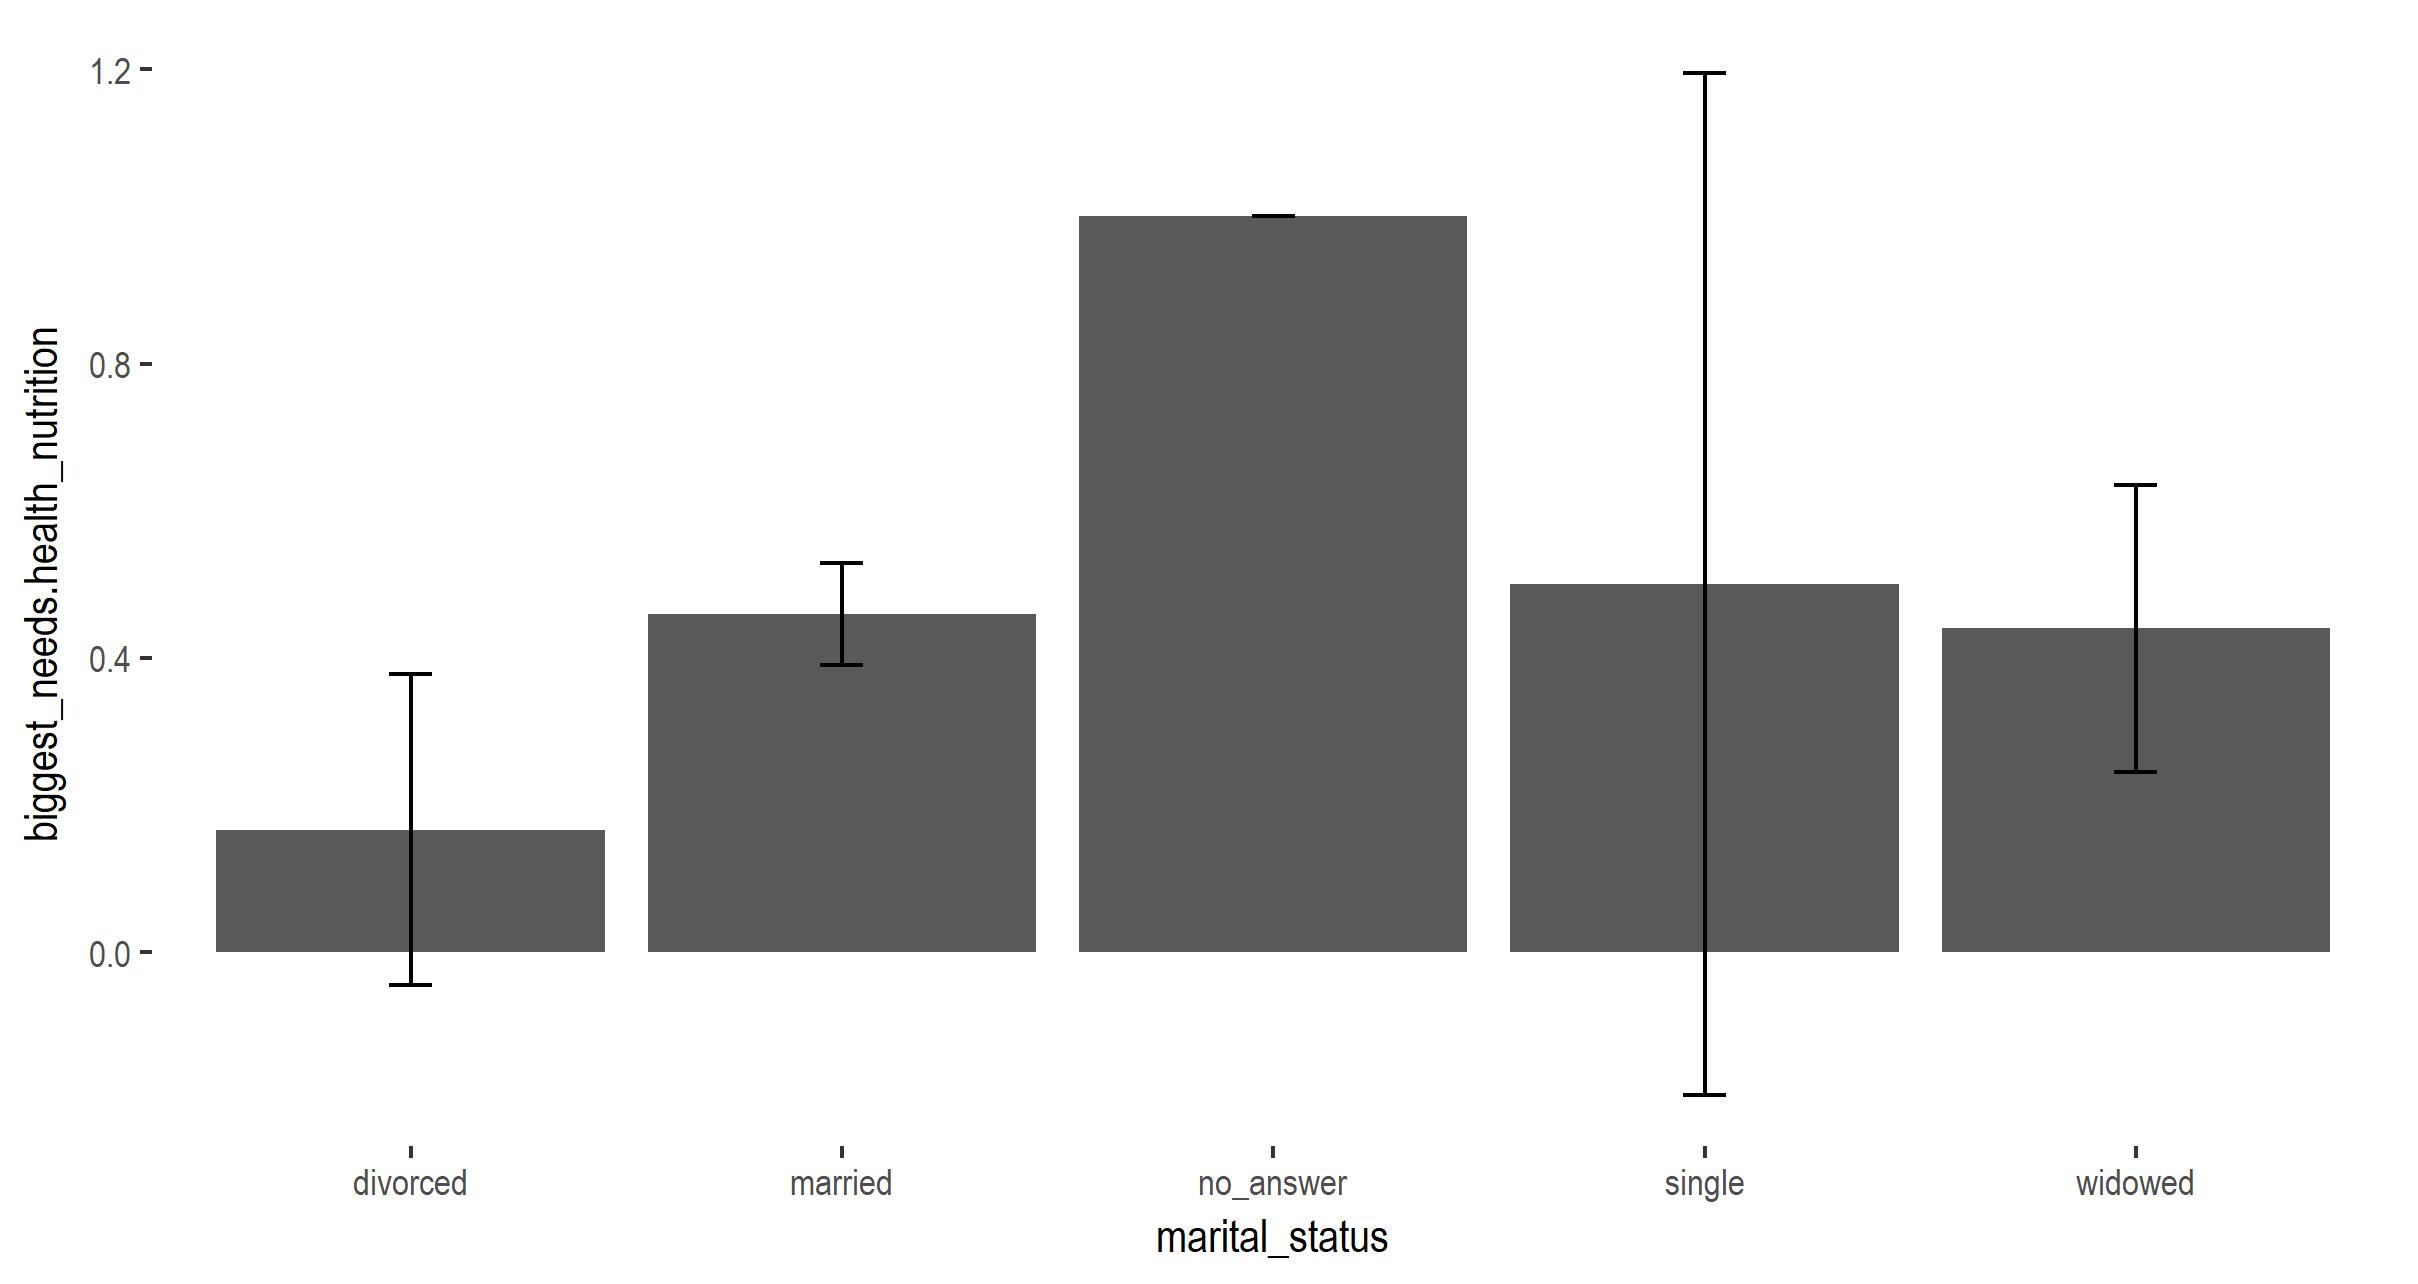 1.2
0.8
0.4
0.0
biggest_needs.health_nutrition
divorced married no_answer single widowed
marital_status